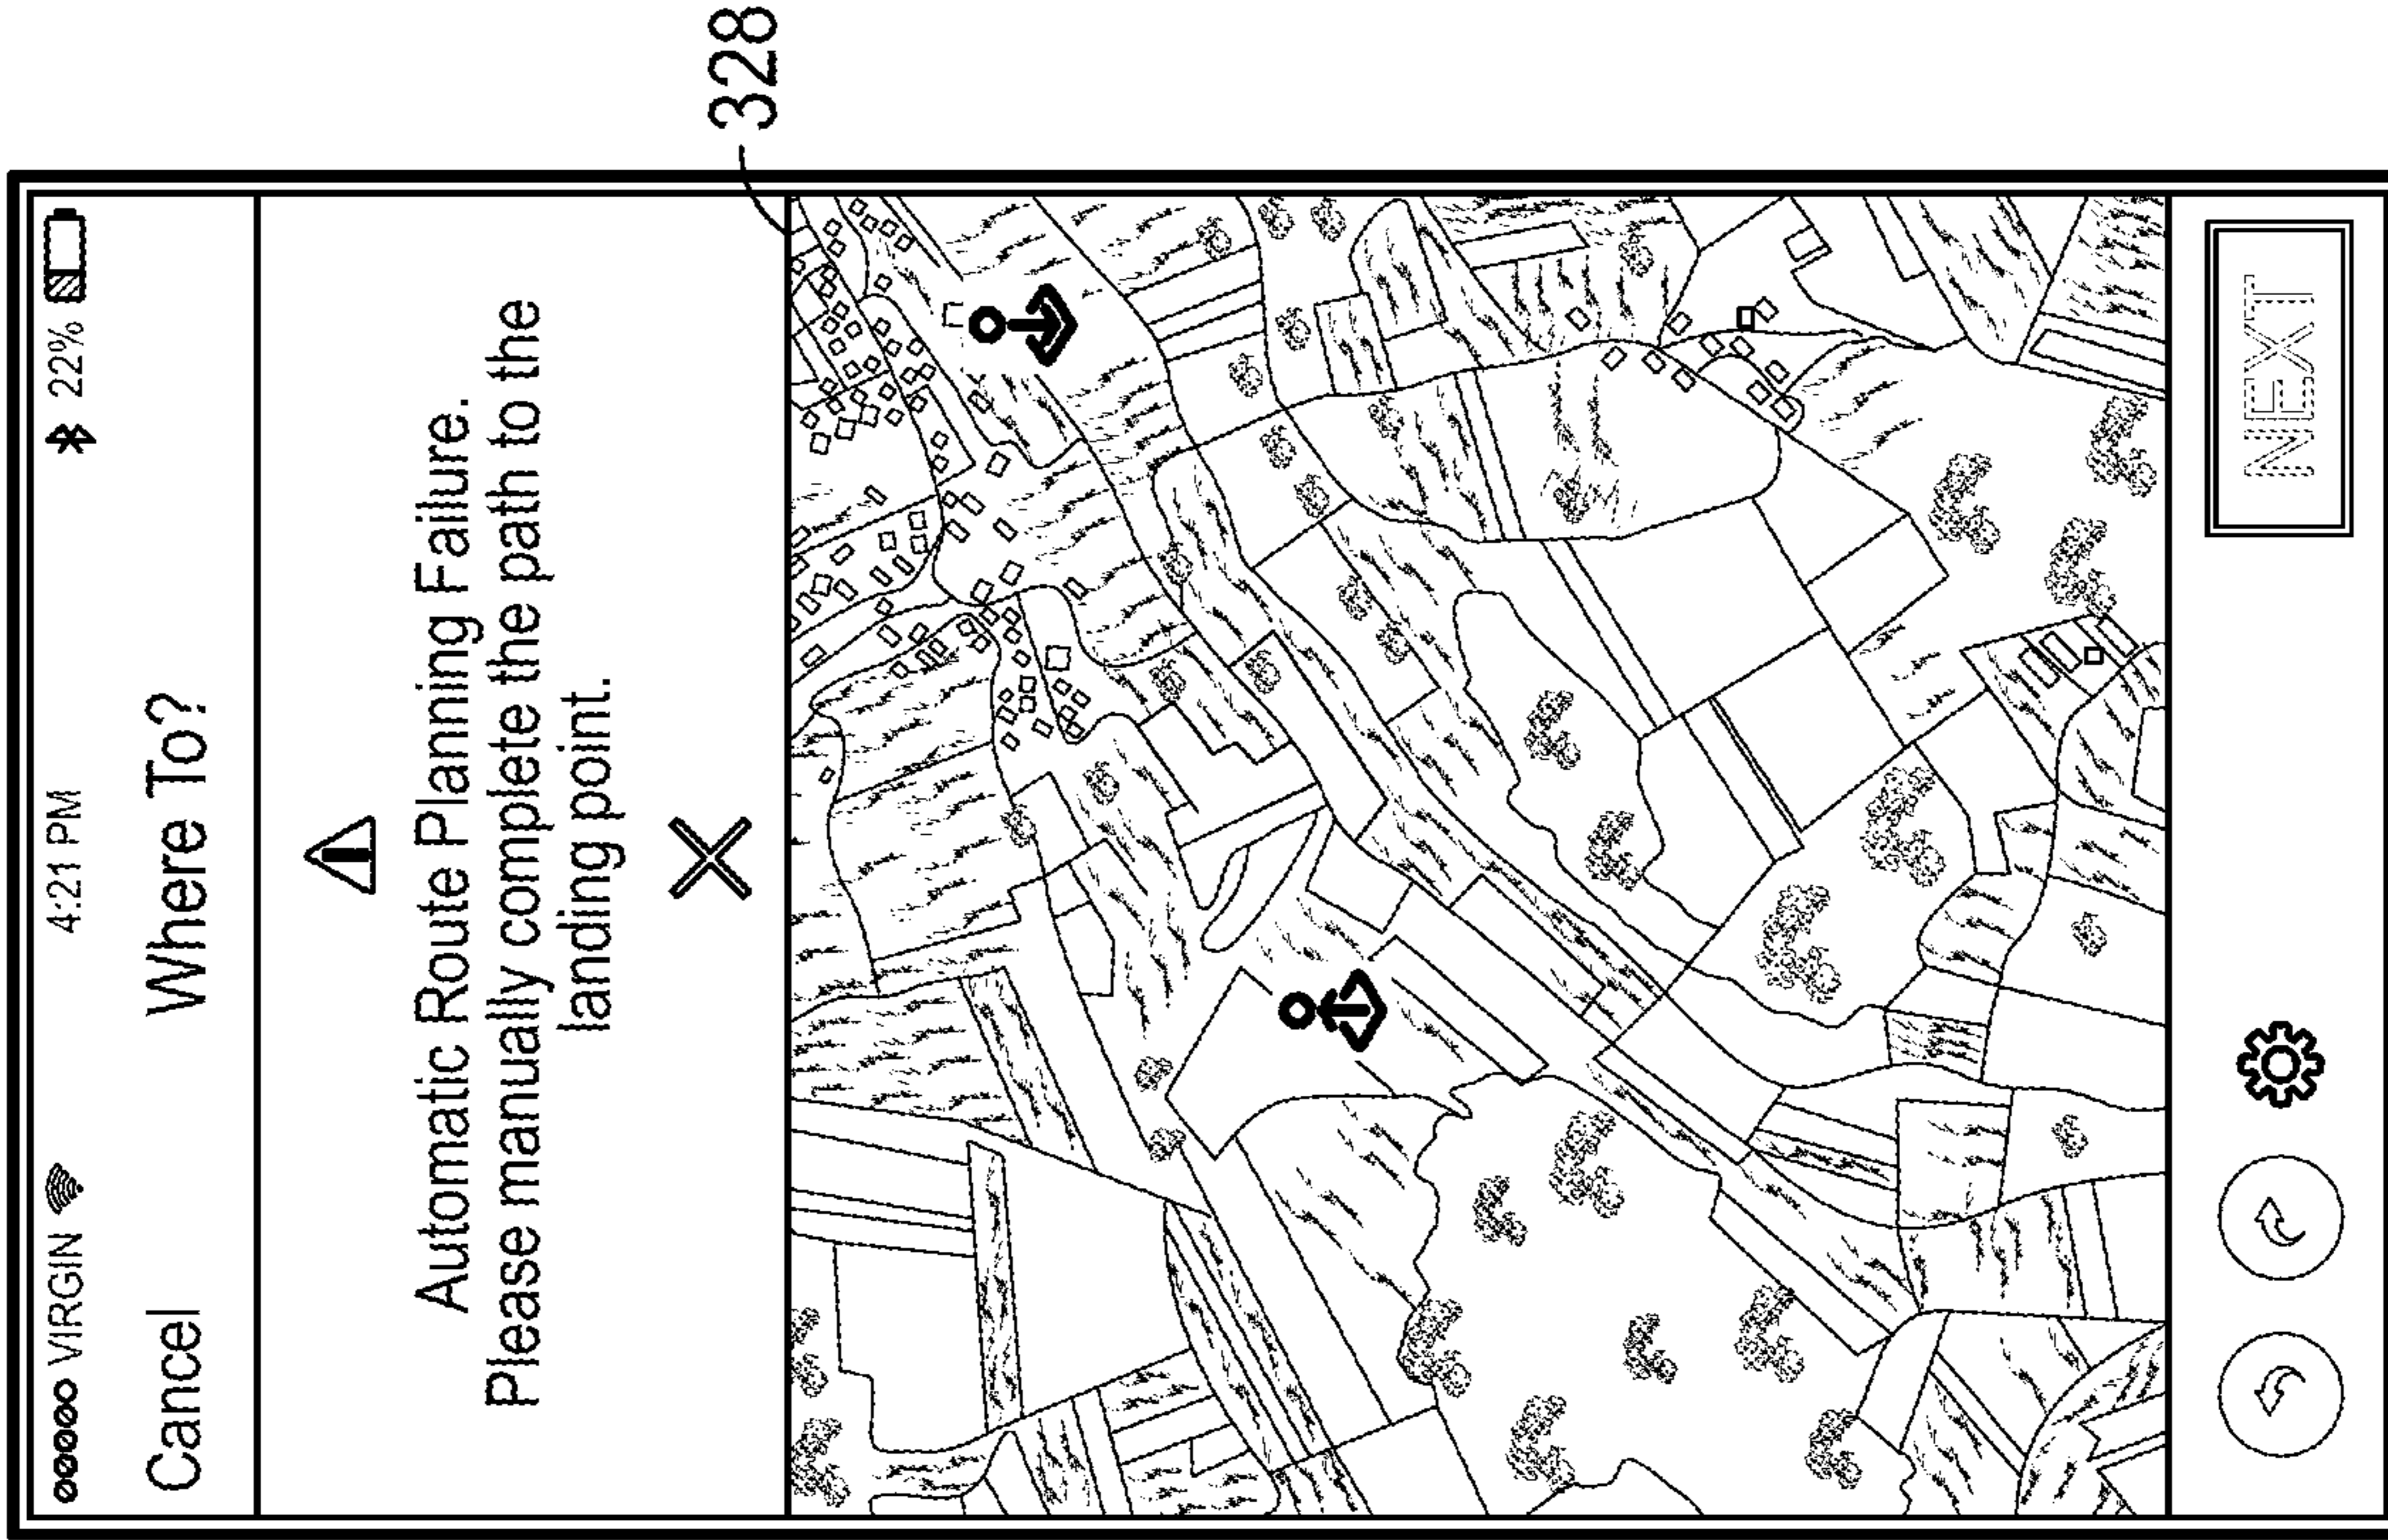 VIRGIN 4:21 PM 22%
Cancel Where To?
Automatic Route Planning Failure.
Please manually complete the path to the
landing point.
328
NEXT